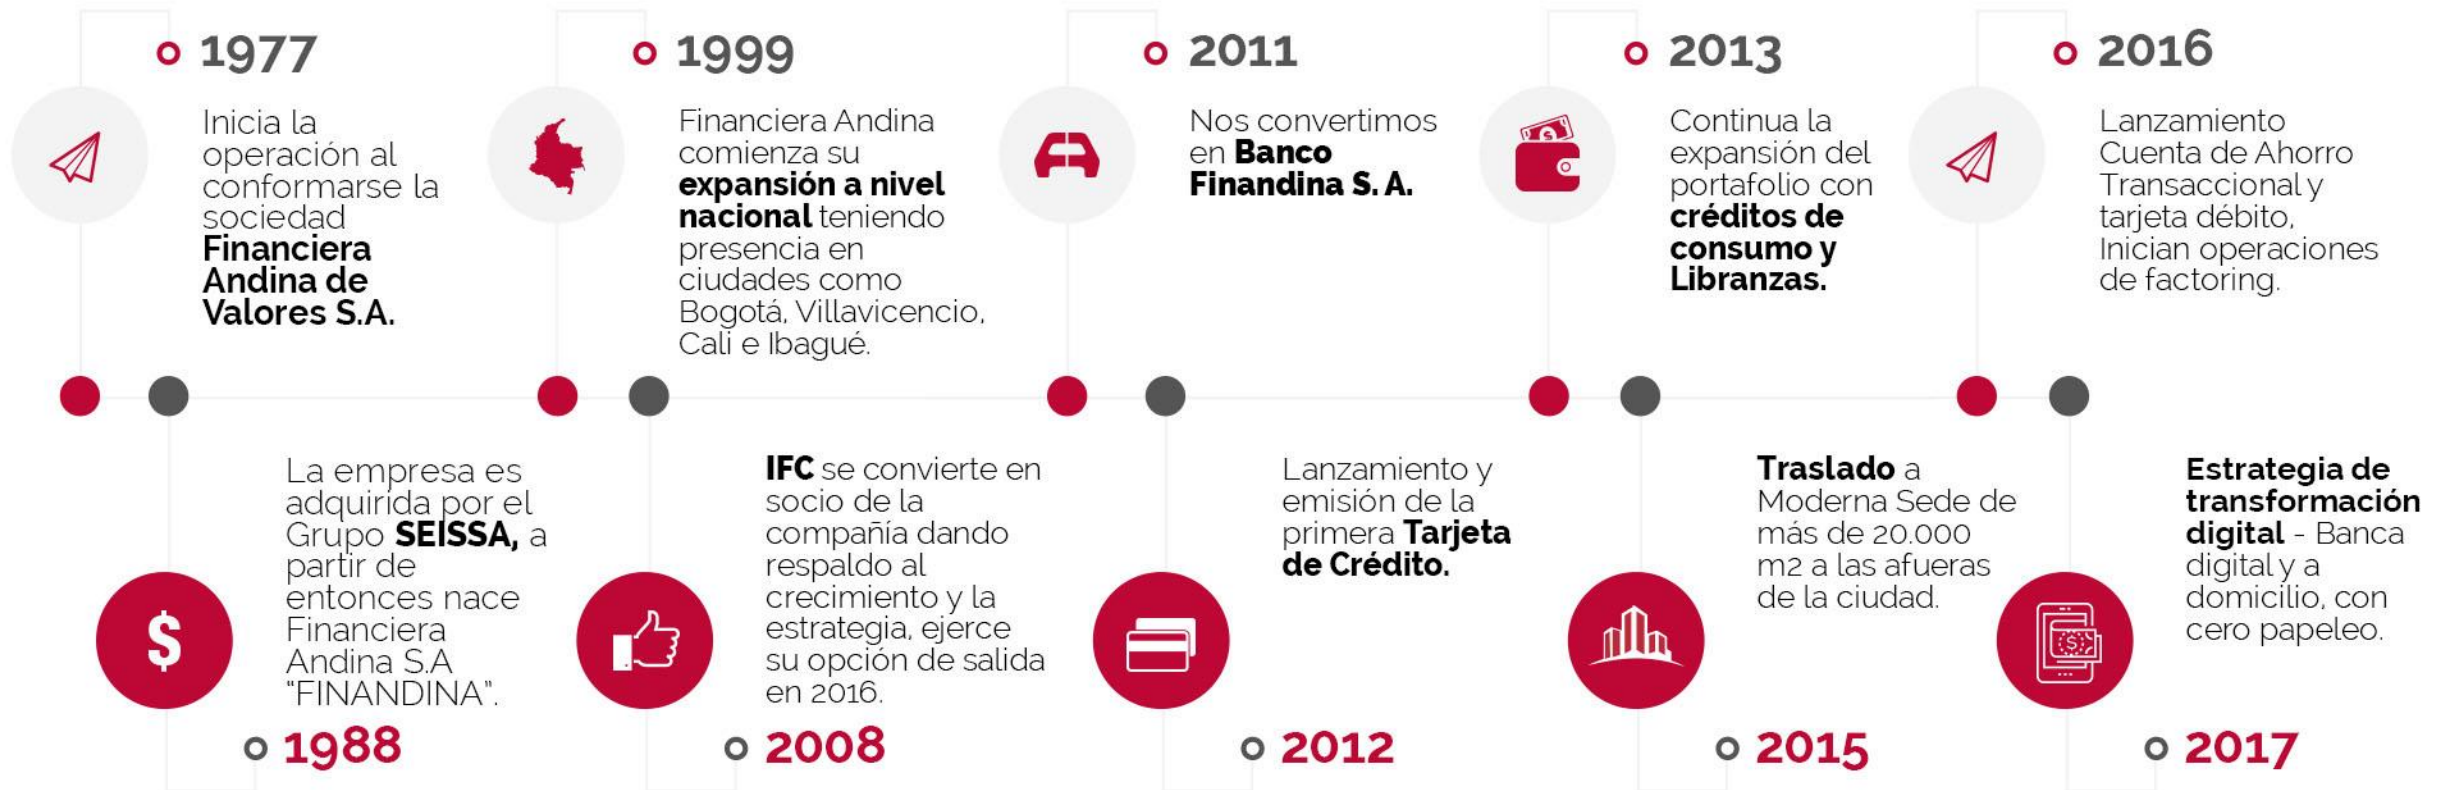 1977
Inicia la
operación al
conformarse la
sociedad
Financiera
Andina de
Valores S.A.
1999
Financiera Andina
comienza su
expansión a nivel
nacional teniendo
presencia en
ciudades como
Bogotá, Villavicencio,
Cali e Ibagué.
2011
Nos convertimos
en Banco
Finandina S. A.
2013
Continua la
expansión del
portafolio con
créditos de
consumo y
Libranzas.
2016
Lanzamiento
Cuenta de Ahorro
Transaccional y
tarjeta débito,
Inician operaciones
de factoring.
La empresa es
adquirida por el
Grupo SEISSA, a
partir de
entonces nace
Financiera
Andina S.A
"FINANDINA".
1988
IFC se convierte en
socio de la
compañía dando
respaldo al
crecimiento y la
estrategia, ejerce
su opción de salida
en 2016.
2008
Lanzamiento y
emisión de la
primera Tarjeta
de Crédito.
2012
Traslado a
Moderna Sede de
más de 20.000
m2 a las afueras
de la ciudad.
2015
Estrategia de
transformación
digital - Banca
digital y a
domicilio, con
cero papeleo.
2017